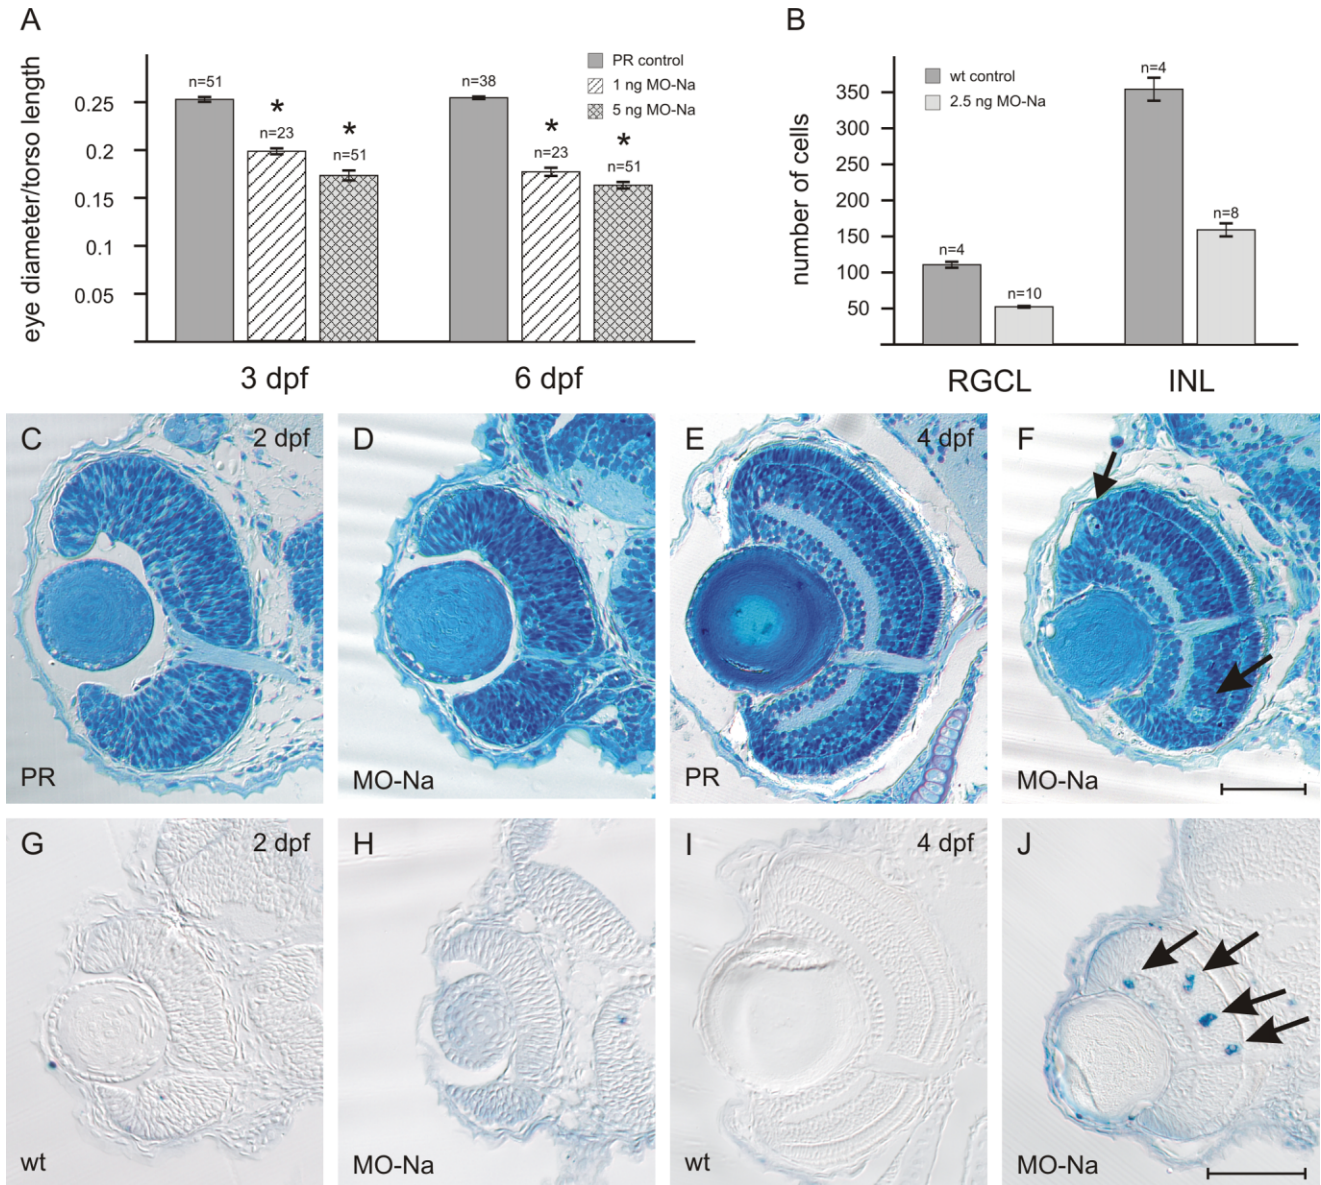 A
eye diameter/torso length
0.25
0.2
0.15
0.1
0.05
n=51
*
n=23
*
n=51
n=38
*
n=23
*
n=51
PR control
1 ng MO-Na
5 ng MO-Na
3 dpf
6 dpf
B
number of cells
350
300
250
200
150
100
50
wt control
2.5 ng MO-Na
n=4
n=10
n=4
n=8
RGCL
INL
C
2 dpf
PR
D
MO-Na
E
4 dpf
PR
F
MO-Na
G
2 dpf
wt
H
MO-Na
I
4 dpf
wt
J
MO-Na